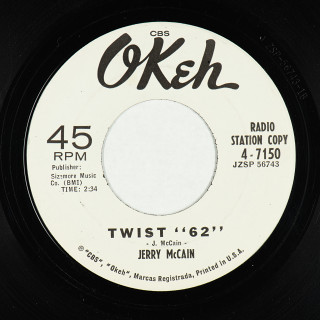 CBS
OKeh
45
RPM
Publisher:
Sizemore Music
Co. (BMI)
TIME: 2:34
RADIO
STATION COPY
4-7150
JZSP 56743
TWIST "62"
- J. McCain -
JERRY McCAIN
® "CBS", "Okeh", Marcas Registrada, Printed in U.S.A.